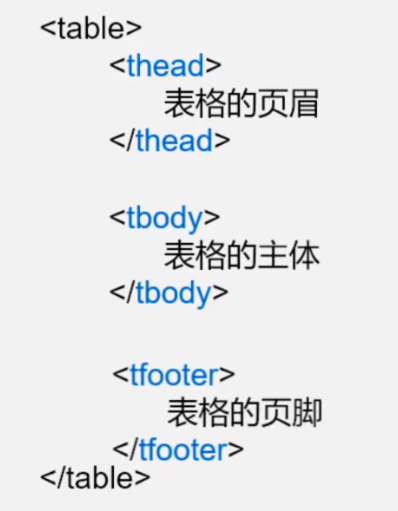 <table>
<thead>
表格的页眉
</thead>
<tbody>
表格的主体
</tbody>
<tfooter>
表格的页脚
</tfooter>
</table>